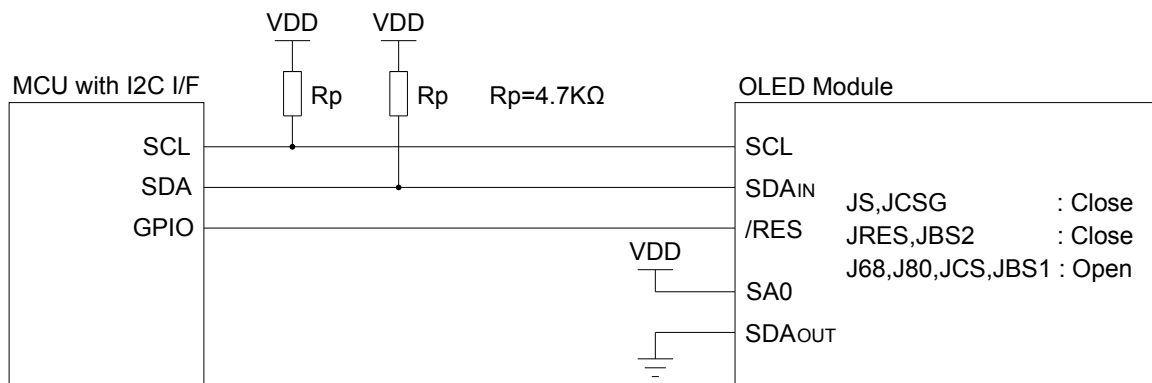 VDD VDD
MCU with I2C I/F Rp Rp Rp=4.7KΩ OLED Module
SCL SCL
SDA SDAIN
JS,JCSG : Close
GPIO /RES
JRES,JBS2 : Close
VDD
J68,J80,JCS,JBS1 : Open
SA0
SDAOUT